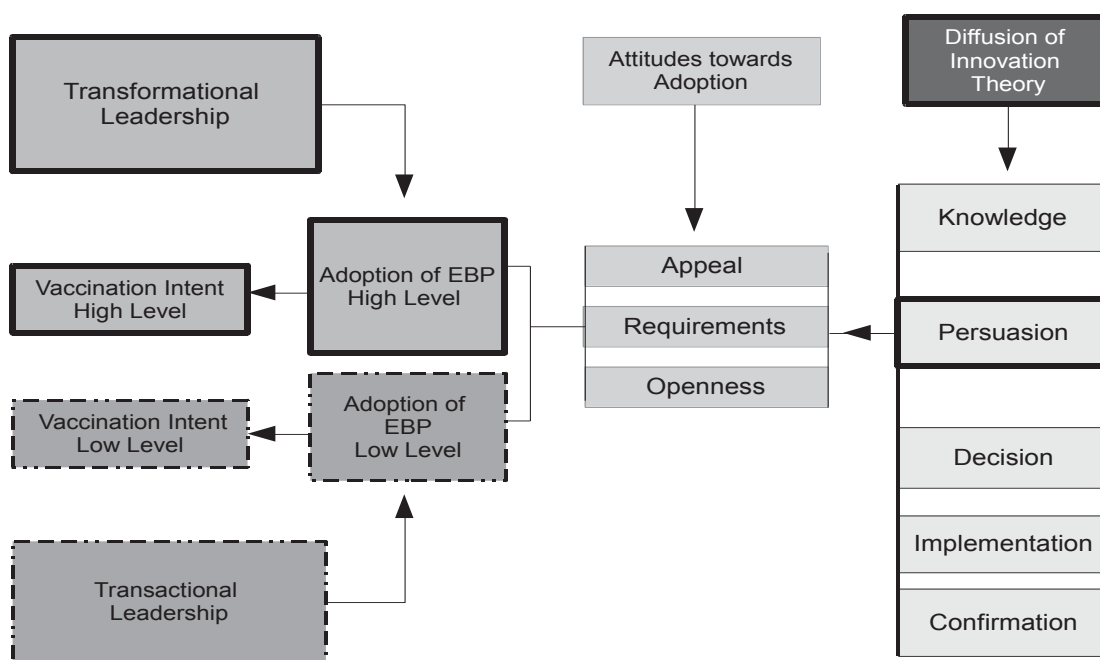 Transformational
Leadership
Attitudes towards
Adoption
Diffusion of
Innovation
Theory
Knowledge
Adoption of EBP
High Level
Vaccination Intent
High Level
Appeal
Requirements
Openness
Persuasion
Adoption of
EBP
Low Level
Vaccination Intent
Low Level
Decision
Implementation
Confirmation
Transactional
Leadership